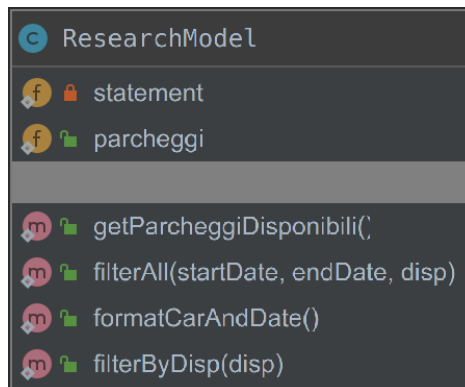 ResearchModel
statement
parcheggi
getParcheggiDisponibili()
filterAll(startDate, endDate, disp)
formatCarAndDate()
filterByDisp(disp)